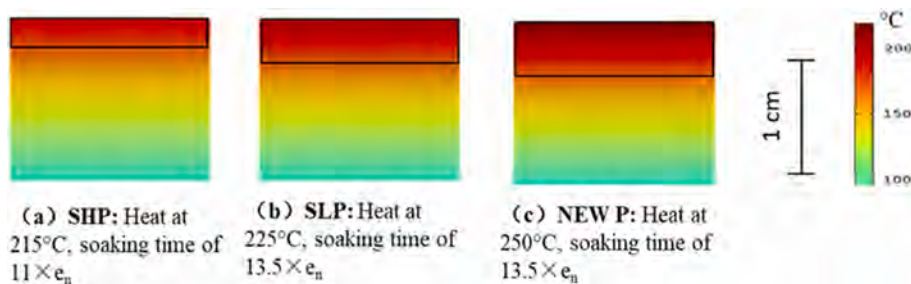 °C
200
150
100
1 cm
(a) SHP: Heat at
215°C, soaking time of
11×eₙ
(b) SLP: Heat at
225°C, soaking time of
13.5×eₙ
(c) NEW P: Heat at
250°C, soaking time of
13.5×eₙ